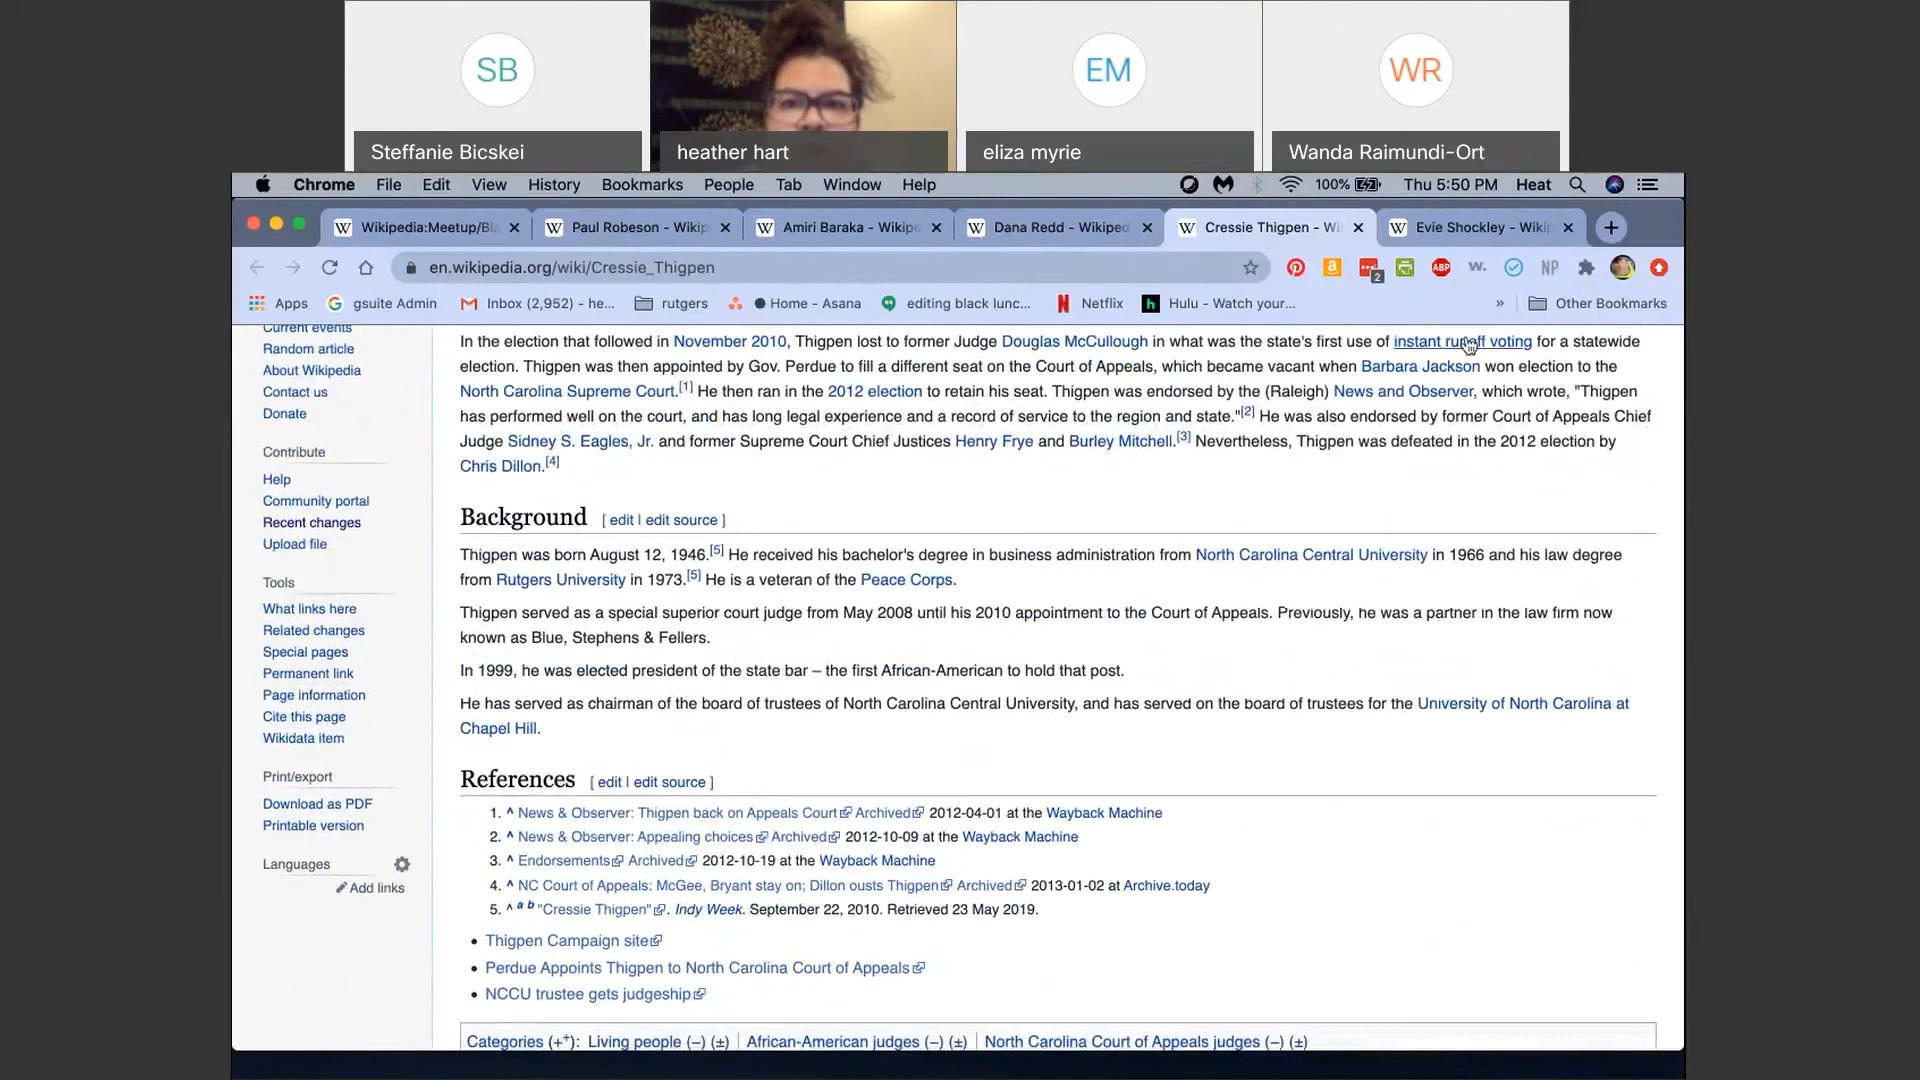 SB
EM
WR
Steffanie Bicskei
heather hart
eliza myrie
Wanda Raimundi-Ort
Chrome File Edit View History Bookmarks People Tab Window Help
100% Thu 5:50 PM Heat
Wikipedia:Meetup/Bla
Paul Robeson - Wikip
Amiri Baraka - Wikipe
Dana Redd - Wikiped
Cressie Thigpen - Wi
Evie Shockley - Wikip
en.wikipedia.org/wiki/Cressie_Thigpen
2
ABP
w.
NP
Apps
gsuite Admin
Inbox (2,952) - he...
rutgers
Home - Asana
editing black lunc...
Netflix
Hulu - Watch your...
»
Other Bookmarks
Current events
Random article
About Wikipedia
Contact us
Donate
Contribute
Help
Community portal
Recent changes
Upload file
Tools
What links here
Related changes
Special pages
Permanent link
Page information
Cite this page
Wikidata item
Print/export
Download as PDF
Printable version
Languages
Add links
In the election that followed in November 2010, Thigpen lost to former Judge Douglas McCullough in what was the state's first use of instant runoff voting for a statewide
election. Thigpen was then appointed by Gov. Perdue to fill a different seat on the Court of Appeals, which became vacant when Barbara Jackson won election to the
North Carolina Supreme Court.[1] He then ran in the 2012 election to retain his seat. Thigpen was endorsed by the (Raleigh) News and Observer, which wrote, "Thigpen
has performed well on the court, and has long legal experience and a record of service to the region and state."[2] He was also endorsed by former Court of Appeals Chief
Judge Sidney S. Eagles, Jr. and former Supreme Court Chief Justices Henry Frye and Burley Mitchell.[3] Nevertheless, Thigpen was defeated in the 2012 election by
Chris Dillon.[4]
Background [ edit | edit source ]
Thigpen was born August 12, 1946.[5] He received his bachelor's degree in business administration from North Carolina Central University in 1966 and his law degree
from Rutgers University in 1973.[5] He is a veteran of the Peace Corps.
Thigpen served as a special superior court judge from May 2008 until his 2010 appointment to the Court of Appeals. Previously, he was a partner in the law firm now
known as Blue, Stephens & Fellers.
In 1999, he was elected president of the state bar – the first African-American to hold that post.
He has served as chairman of the board of trustees of North Carolina Central University, and has served on the board of trustees for the University of North Carolina at
Chapel Hill.
References [ edit | edit source ]
1. ^ News & Observer: Thigpen back on Appeals Court Archived 2012-04-01 at the Wayback Machine
2. ^ News & Observer: Appealing choices Archived 2012-10-09 at the Wayback Machine
3. ^ Endorsements Archived 2012-10-19 at the Wayback Machine
4. ^ NC Court of Appeals: McGee, Bryant stay on; Dillon ousts Thigpen Archived 2013-01-02 at Archive.today
5. ^ a b "Cressie Thigpen". Indy Week. September 22, 2010. Retrieved 23 May 2019.
• Thigpen Campaign site
• Perdue Appoints Thigpen to North Carolina Court of Appeals
• NCCU trustee gets judgeship
Categories (+⁺): Living people (–) (±) | African-American judges (–) (±) | North Carolina Court of Appeals judges (–) (±)